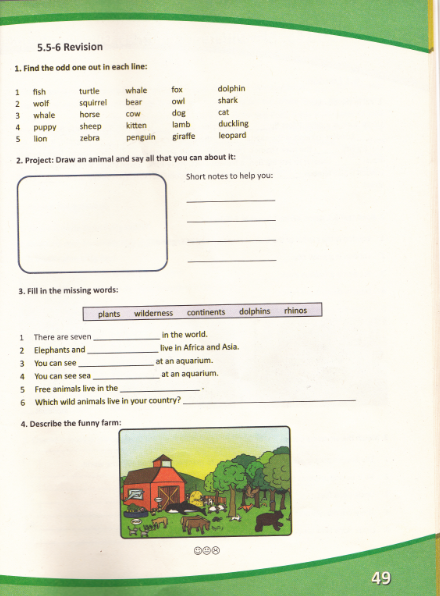 5.5-6 Revision
1. Find the odd one out in each line:
1 fish turtle whale fox dolphin
2 wolf squirrel bear owl shark
3 whale horse cow dog cat
4 puppy sheep kitten lamb duckling
5 lion zebra penguin giraffe leopard
2. Project: Draw an animal and say all that you can about it:
Short notes to help you:
3. Fill in the missing words:
plants wilderness continents dolphins rhinos
1 There are seven ______________ in the world.
2 Elephants and ______________ live in Africa and Asia.
3 You can see ______________ at an aquarium.
4 You can see sea ______________ at an aquarium.
5 Free animals live in the ______________ .
6 Which wild animals live in your country? ______________
4. Describe the funny farm:
49